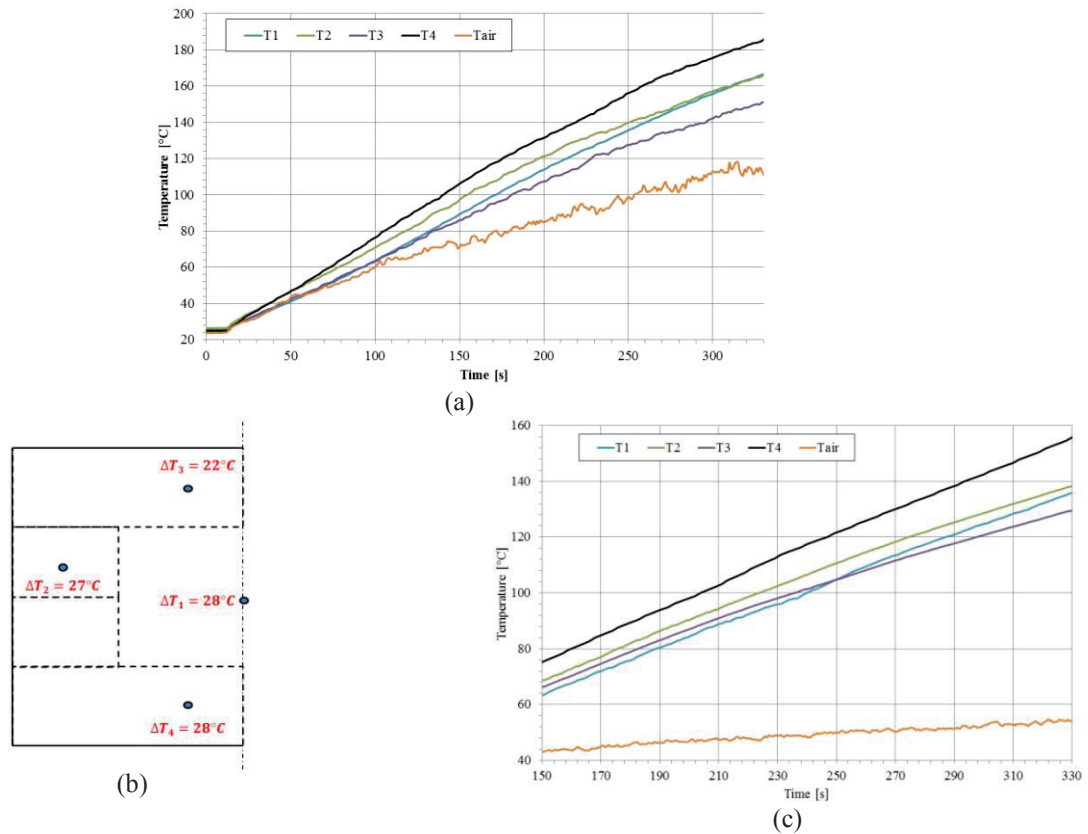 200
180
160
140
120
100
80
60
40
20
T1 T2 T3 T4 Tair
Temperature [°C]
0 50 100 150 200 250 300
Time [s]
(a)
ΔT₃ = 22°C
ΔT₂ = 27°C
ΔT₁ = 28°C
ΔT₄ = 28°C
(b)
160
140
120
100
80
60
40
T1 T2 T3 T4 Tair
Temperature [°C]
150 170 190 210 230 250 270 290 310 330
Time [s]
(c)